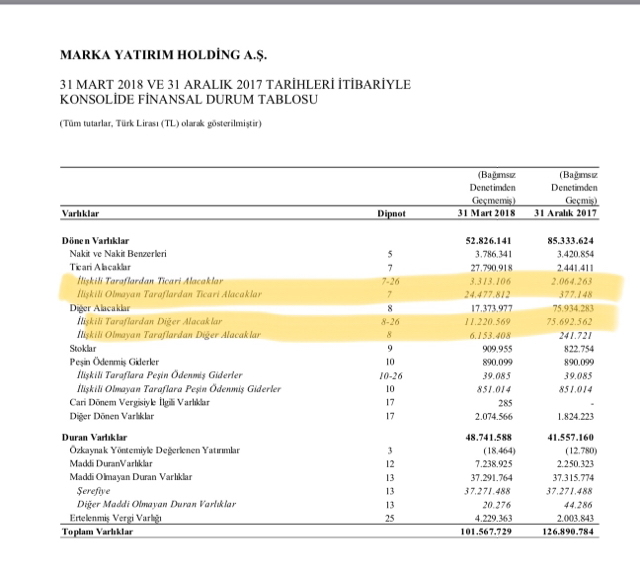 MARKA YATIRIM HOLDİNG A.Ş.
31 MART 2018 VE 31 ARALIK 2017 TARİHLERİ İTİBARİYLE
KONSOLİDE FİNANSAL DURUM TABLOSU
(Tüm tutarlar, Türk Lirası (TL) olarak gösterilmiştir)
(Bağımsız (Bağımsız
Denetimden Denetimden
Geçmemiş) Geçmiş)
Varlıklar Dipnot 31 Mart 2018 31 Aralık 2017
Dönen Varlıklar 52.826.141 85.333.624
Nakit ve Nakit Benzerleri 5 3.786.341 3.420.854
Ticari Alacaklar 7 27.790.918 2.441.411
İlişkili Taraflardan Ticari Alacaklar 7-26 3.313.106 2.064.263
İlişkili Olmayan Taraflardan Ticari Alacaklar 7 24.477.812 377.148
Diğer Alacaklar 8 17.373.977 75.934.283
İlişkili Taraflardan Diğer Alacaklar 8-26 11.220.569 75.692.562
İlişkili Olmayan Taraflardan Diğer Alacaklar 8 6.153.408 241.721
Stoklar 9 909.955 822.754
Peşin Ödenmiş Giderler 10 890.099 890.099
İlişkili Taraflara Peşin Ödenmiş Giderler 10-26 39.085 39.085
İlişkili Olmayan Taraflara Peşin Ödenmiş Giderler 10 851.014 851.014
Cari Dönem Vergisiyle İlgili Varlıklar 17 285 -
Diğer Dönen Varlıklar 17 2.074.566 1.824.223
Duran Varlıklar 48.741.588 41.557.160
Özkaynak Yöntemiyle Değerlenen Yatırımlar 3 (18.464) (12.780)
Maddi DuranVarlıklar 12 7.238.925 2.250.323
Maddi Olmayan Duran Varlıklar 13 37.291.764 37.315.774
Şerefiye 13 37.271.488 37.271.488
Diğer Maddi Olmayan Duran Varlıklar 13 20.276 44.286
Ertelenmiş Vergi Varlığı 25 4.229.363 2.003.843
Toplam Varlıklar 101.567.729 126.890.784